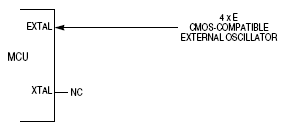 4 x E
EXTAL
CMOS-COMPATIBLE
EXTERNAL OSCILLATOR
MCU
XTAL
NC